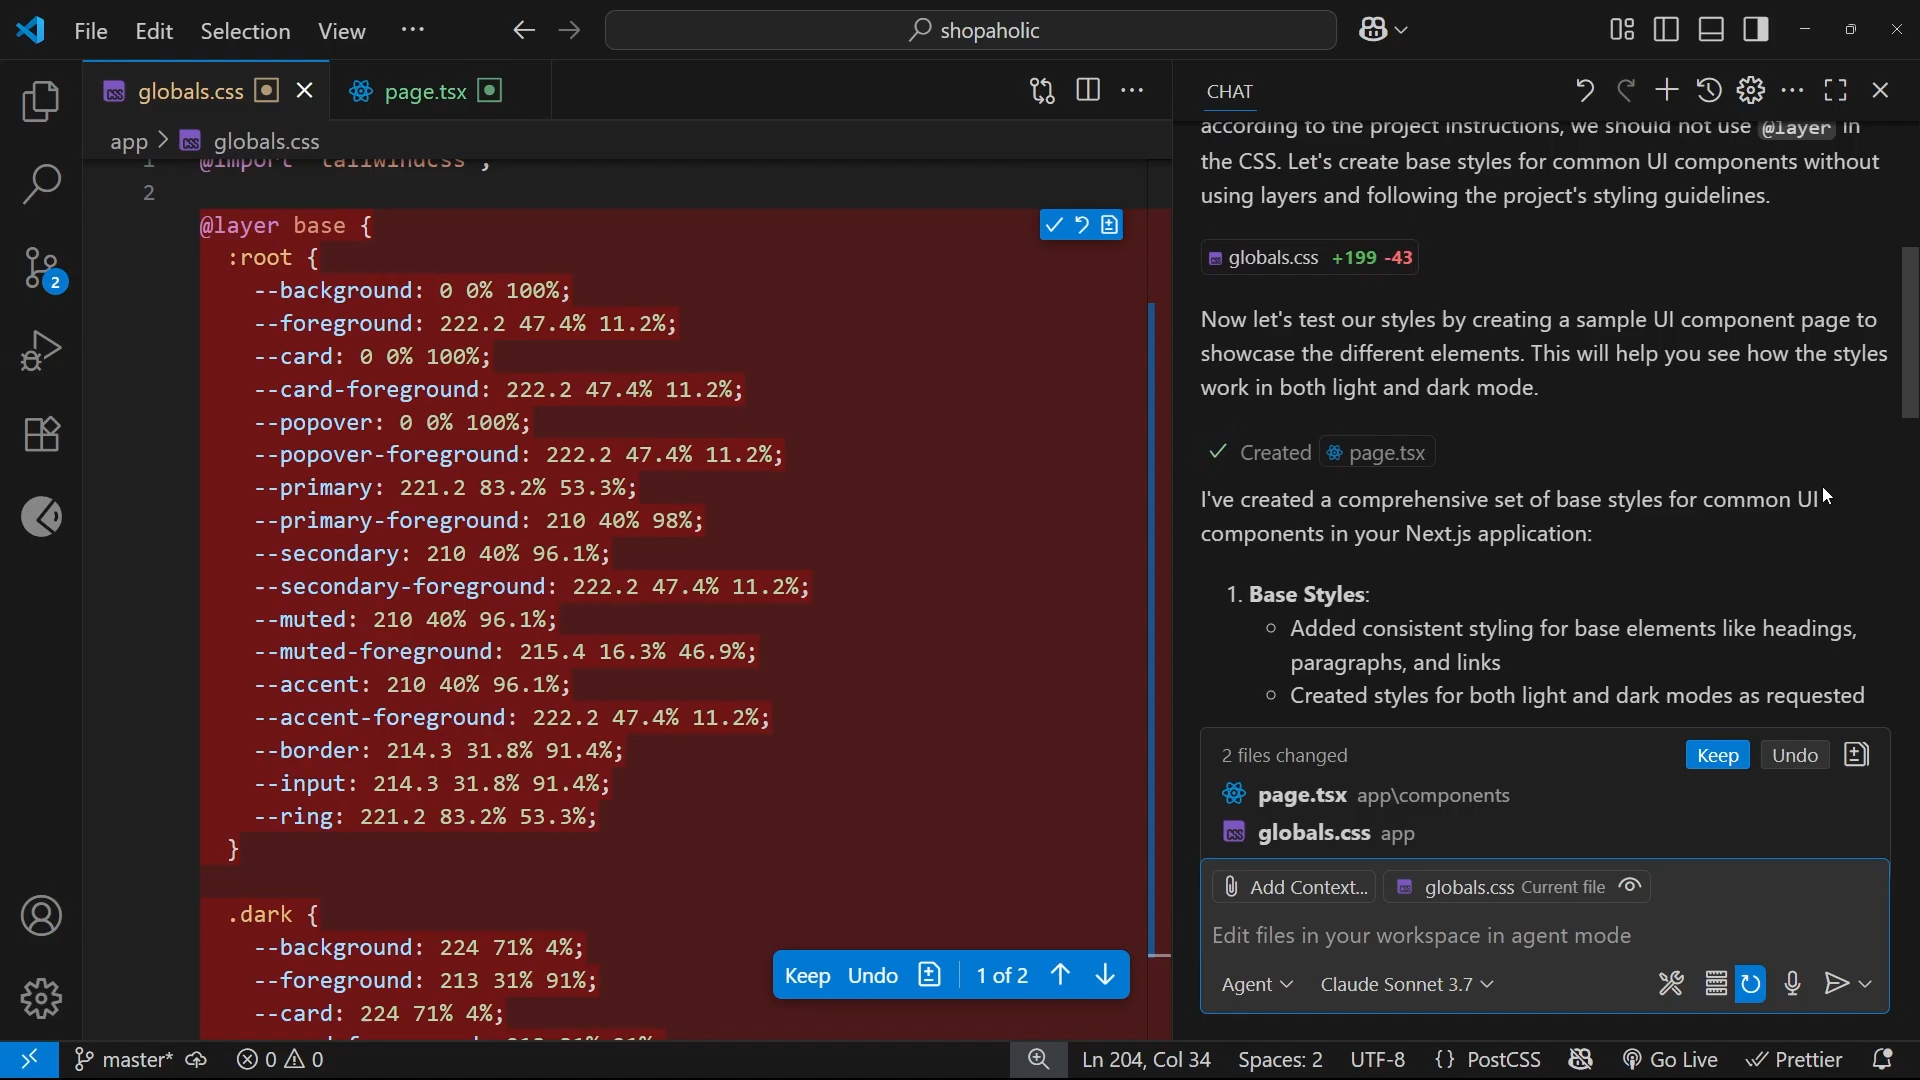 File Edit Selection View ··· shopaholic
globals.css page.tsx
app > globals.css
1 @import "tailwindcss";
2
@layer base {
:root {
--background: 0 0% 100%;
--foreground: 222.2 47.4% 11.2%;
--card: 0 0% 100%;
--card-foreground: 222.2 47.4% 11.2%;
--popover: 0 0% 100%;
--popover-foreground: 222.2 47.4% 11.2%;
--primary: 221.2 83.2% 53.3%;
--primary-foreground: 210 40% 98%;
--secondary: 210 40% 96.1%;
--secondary-foreground: 222.2 47.4% 11.2%;
--muted: 210 40% 96.1%;
--muted-foreground: 215.4 16.3% 46.9%;
--accent: 210 40% 96.1%;
--accent-foreground: 222.2 47.4% 11.2%;
--border: 214.3 31.8% 91.4%;
--input: 214.3 31.8% 91.4%;
--ring: 221.2 83.2% 53.3%;
}
.dark {
--background: 224 71% 4%;
--foreground: 213 31% 91%;
--card: 224 71% 4%;
Keep Undo 1 of 2
CHAT
according to the project instructions, we should not use @layer in
the CSS. Let's create base styles for common UI components without
using layers and following the project's styling guidelines.
globals.css +199 -43
Now let's test our styles by creating a sample UI component page to
showcase the different elements. This will help you see how the styles
work in both light and dark mode.
Created page.tsx
I've created a comprehensive set of base styles for common UI
components in your Next.js application:
1. Base Styles:
Added consistent styling for base elements like headings,
paragraphs, and links
Created styles for both light and dark modes as requested
2 files changed Keep Undo
page.tsx app\components
globals.css app
Add Context... globals.css Current file
Edit files in your workspace in agent mode
Agent Claude Sonnet 3.7
2
master* 0 0 Ln 204, Col 34 Spaces: 2 UTF-8 {} PostCSS Go Live Prettier